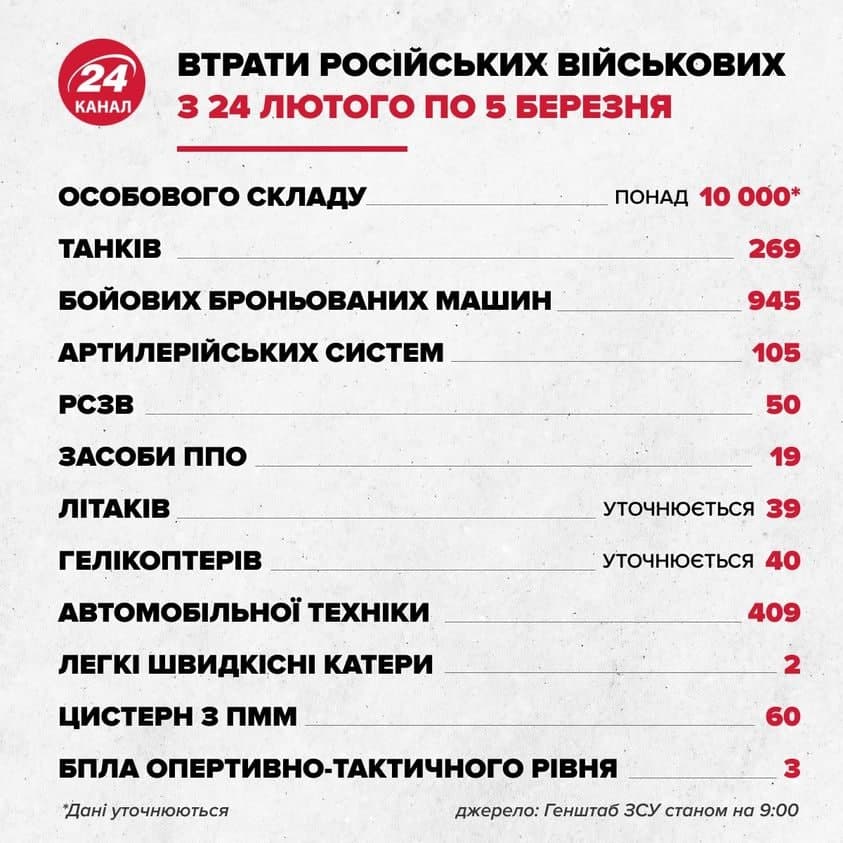 24
КАНАЛ
ВТРАТИ РОСІЙСЬКИХ ВІЙСЬКОВИХ
З 24 ЛЮТОГО ПО 5 БЕРЕЗНЯ
ОСОБОВОГО СКЛАДУ ПОНАД 10 000*
ТАНКІВ 269
БОЙОВИХ БРОНЬОВАНИХ МАШИН 945
АРТИЛЕРІЙСЬКИХ СИСТЕМ 105
РСЗВ 50
ЗАСОБИ ППО 19
ЛІТАКІВ УТОЧНЮЄТЬСЯ 39
ГЕЛІКОПТЕРІВ УТОЧНЮЄТЬСЯ 40
АВТОМОБІЛЬНОЇ ТЕХНІКИ 409
ЛЕГКІ ШВИДКІСНІ КАТЕРИ 2
ЦИСТЕРН З ПММ 60
БПЛА ОПЕРТИВНО-ТАКТИЧНОГО РІВНЯ 3
*Дані уточнюються джерело: Генштаб ЗСУ станом на 9:00